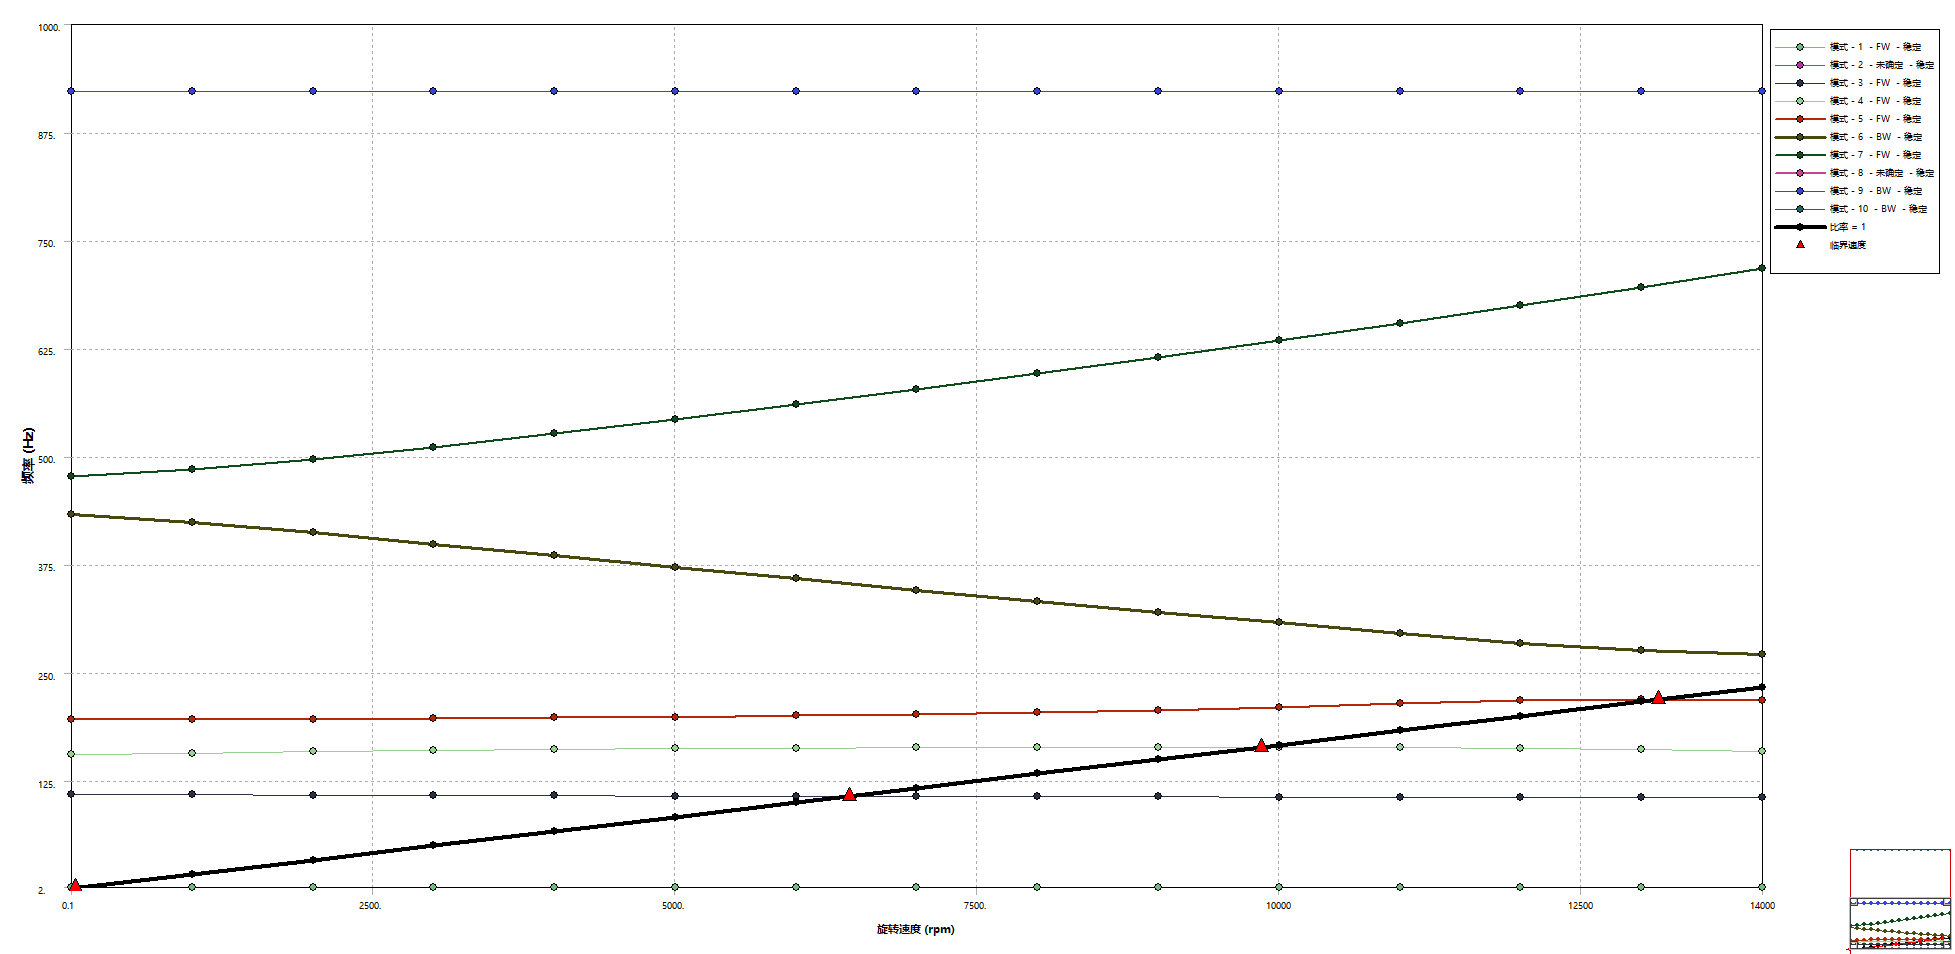 1000.
875.
750.
625.
500.
375.
250.
125.
2.
频率 (Hz)
0.1
2500.
5000.
7500.
10000
12500
14000
旋转速度 (rpm)
模式 - 1 - FW - 稳定
模式 - 2 - 未确定 - 稳定
模式 - 3 - FW - 稳定
模式 - 4 - FW - 稳定
模式 - 5 - FW - 稳定
模式 - 6 - BW - 稳定
模式 - 7 - FW - 稳定
模式 - 8 - 未确定 - 稳定
模式 - 9 - BW - 稳定
模式 - 10 - BW - 稳定
比率 = 1
临界速度